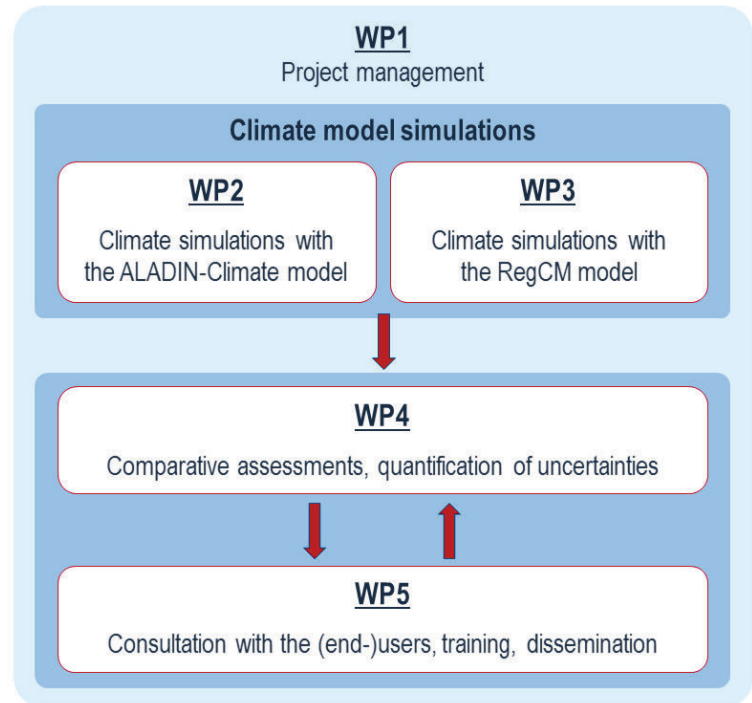 WP1
Project management
Climate model simulations
WP2
Climate simulations with
the ALADIN-Climate model
WP3
Climate simulations with
the RegCM model
WP4
Comparative assessments, quantification of uncertainties
WP5
Consultation with the (end-)users, training, dissemination